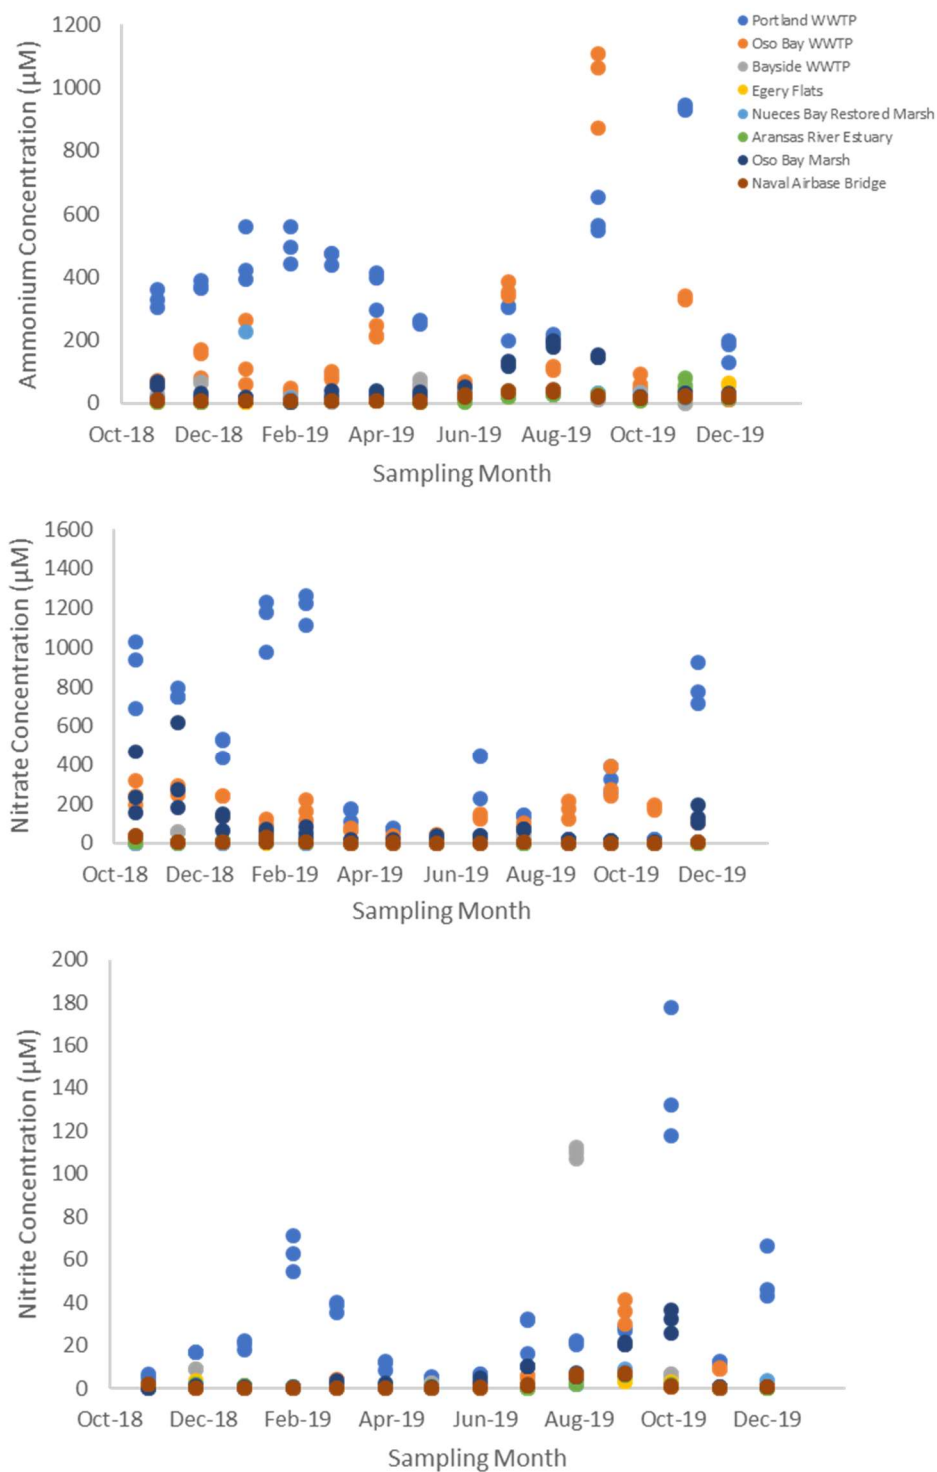 Ammonium Concentration (µM)
1200
1000
800
600
400
200
0
Oct-18 Dec-18 Feb-19 Apr-19 Jun-19 Aug-19 Oct-19 Dec-19
Sampling Month
Portland WWTP
Oso Bay WWTP
Bayside WWTP
Egery Flats
Nueces Bay Restored Marsh
Aransas River Estuary
Oso Bay Marsh
Naval Airbase Bridge
Nitrate Concentration (µM)
1600
1400
1200
1000
800
600
400
200
0
Oct-18 Dec-18 Feb-19 Apr-19 Jun-19 Aug-19 Oct-19 Dec-19
Sampling Month
Nitrite Concentration (µM)
200
180
160
140
120
100
80
60
40
20
0
Oct-18 Dec-18 Feb-19 Apr-19 Jun-19 Aug-19 Oct-19 Dec-19
Sampling Month